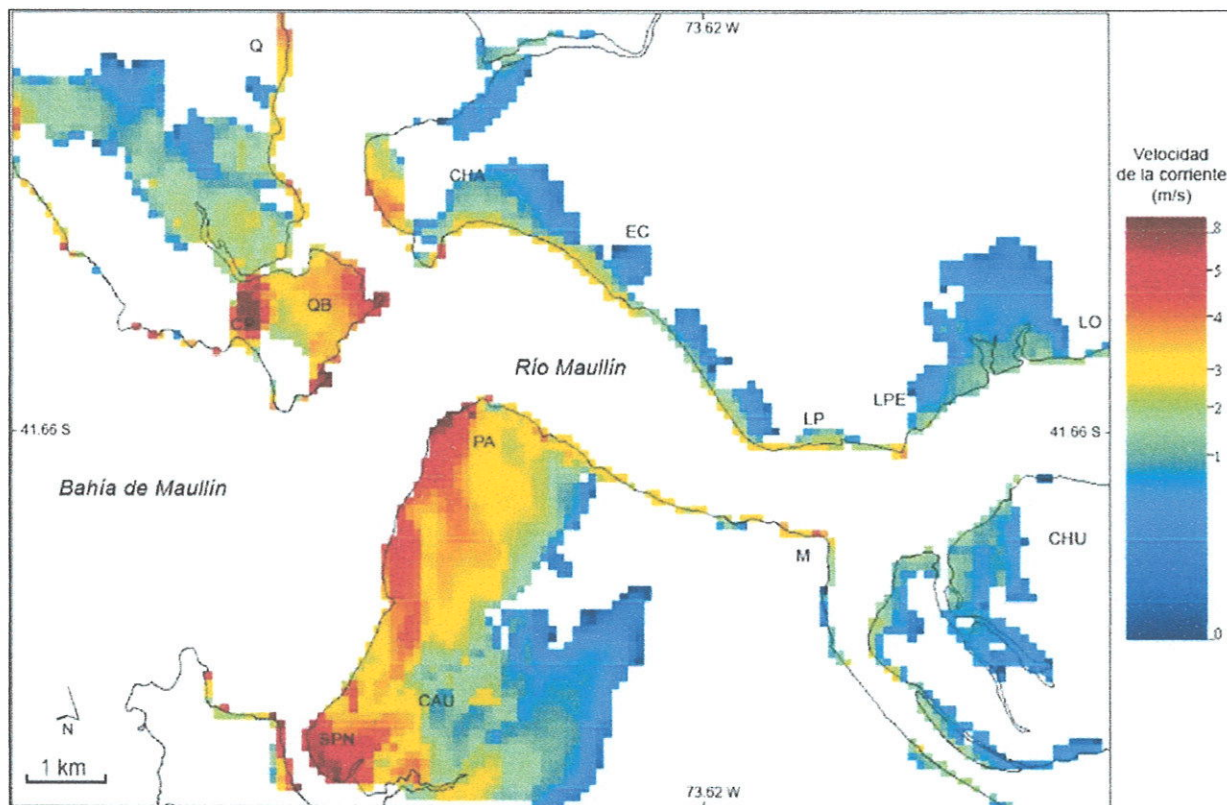 73.62 W
Q
CHA
EC
QB
LO
Río Maullín
LPE
LP
41.66 S
41.66 S
PA
Bahía de Maullín
M
CHU
CAU
SPN
N
1 km
73.62 W
Velocidad
de la corriente
(m/s)
8
5
4
3
2
1
0